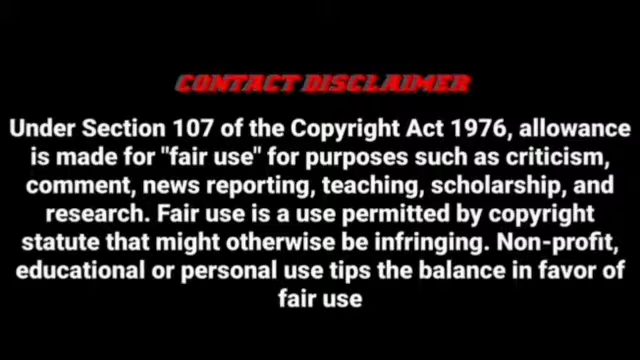 CONTACT DISCLAIMER
Under Section 107 of the Copyright Act 1976, allowance
is made for "fair use" for purposes such as criticism,
comment, news reporting, teaching, scholarship, and
research. Fair use is a use permitted by copyright
statute that might otherwise be infringing. Non-profit,
educational or personal use tips the balance in favor of
fair use